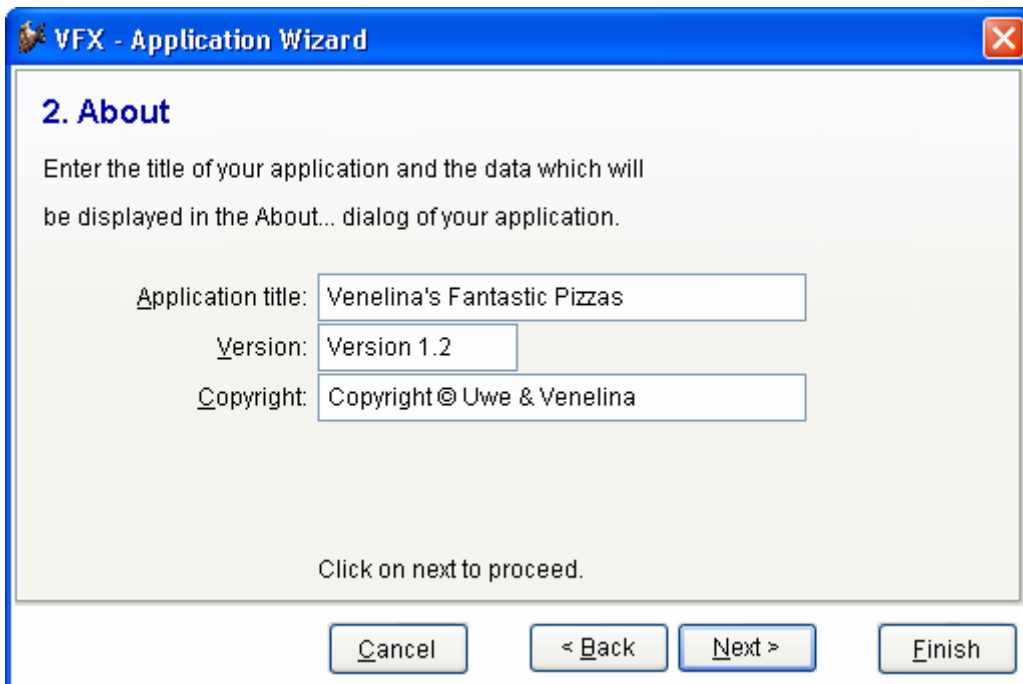 VFX - Application Wizard
2. About
Enter the title of your application and the data which will
be displayed in the About... dialog of your application.
Application title: Venelina's Fantastic Pizzas
Version: Version 1.2
Copyright: Copyright © Uwe & Venelina
Click on next to proceed.
Cancel < Back Next > Finish